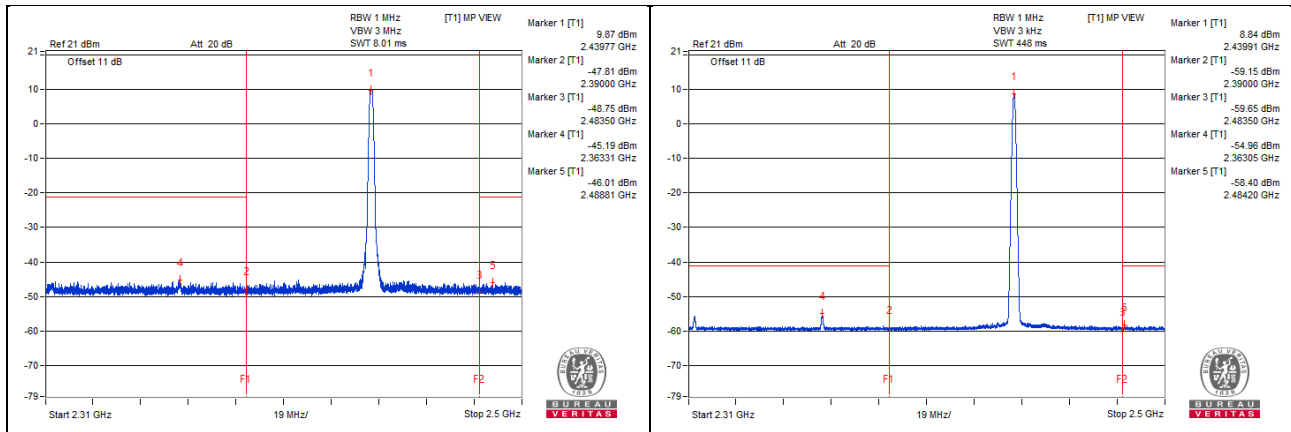 RBW 1 MHz
VBW 3 MHz
SWT 8.01 ms
[T1] MP VIEW
Ref 21 dBm
Att 20 dB
Offset 11 dB
21
10
0
-10
-20
-30
-40
-50
-60
-70
-79
1
2
3
4
5
F1
F2
Start 2.31 GHz
19 MHz/
Stop 2.5 GHz
Marker 1 [T1]
9.87 dBm
2.43977 GHz
Marker 2 [T1]
-47.81 dBm
2.39000 GHz
Marker 3 [T1]
-48.75 dBm
2.48350 GHz
Marker 4 [T1]
-45.19 dBm
2.36331 GHz
Marker 5 [T1]
-46.01 dBm
2.48881 GHz
BUREAU VERITAS
1828
BUREAU
VERITAS
RBW 1 MHz
VBW 3 kHz
SWT 448 ms
[T1] MP VIEW
Ref 21 dBm
Att 20 dB
Offset 11 dB
21
10
0
-10
-20
-30
-40
-50
-60
-70
-79
1
2
3
4
5
F1
F2
Start 2.31 GHz
19 MHz/
Stop 2.5 GHz
Marker 1 [T1]
8.84 dBm
2.43991 GHz
Marker 2 [T1]
-59.15 dBm
2.39000 GHz
Marker 3 [T1]
-59.65 dBm
2.48350 GHz
Marker 4 [T1]
-54.96 dBm
2.36305 GHz
Marker 5 [T1]
-58.40 dBm
2.48420 GHz
BUREAU VERITAS
1828
BUREAU
VERITAS